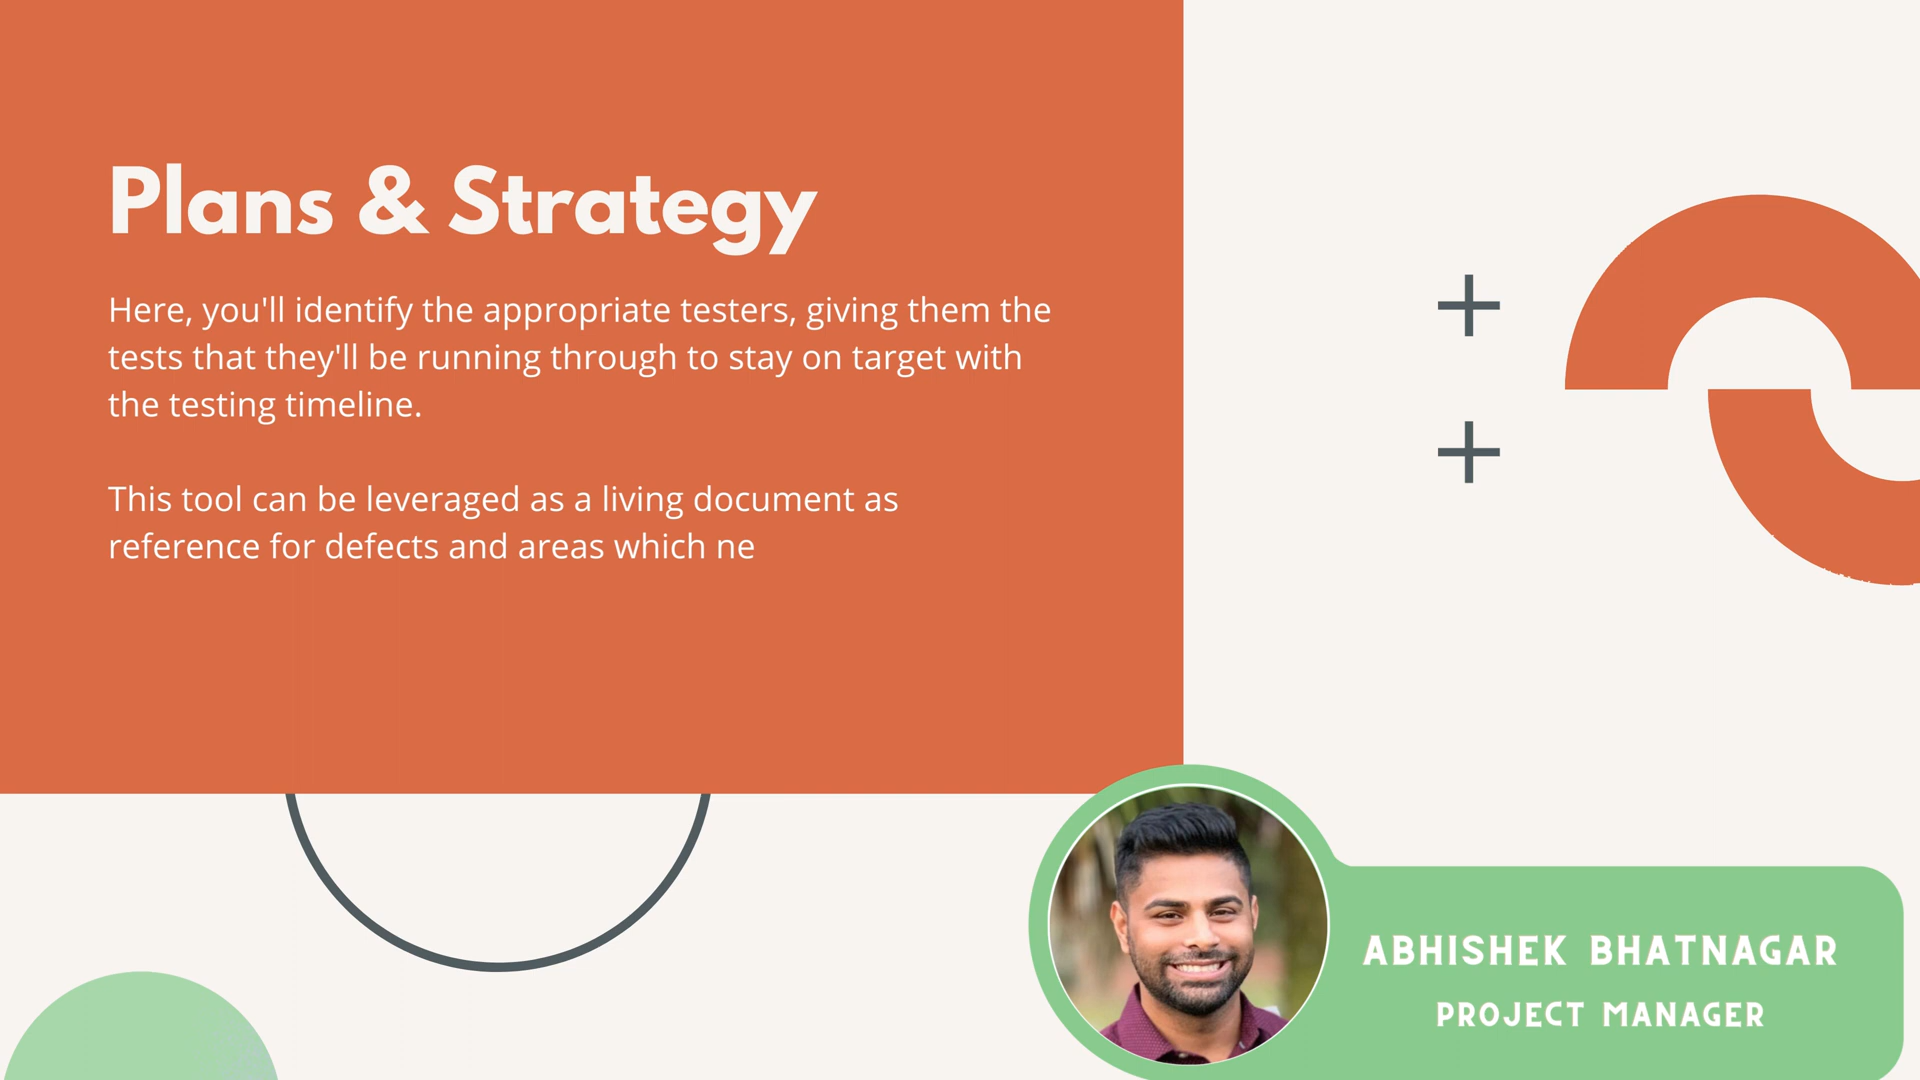 Plans & Strategy
Here, you'll identify the appropriate testers, giving them the
tests that they'll be running through to stay on target with
the testing timeline.
This tool can be leveraged as a living document as
reference for defects and areas which ne
ABHISHEK BHATNAGAR
PROJECT MANAGER